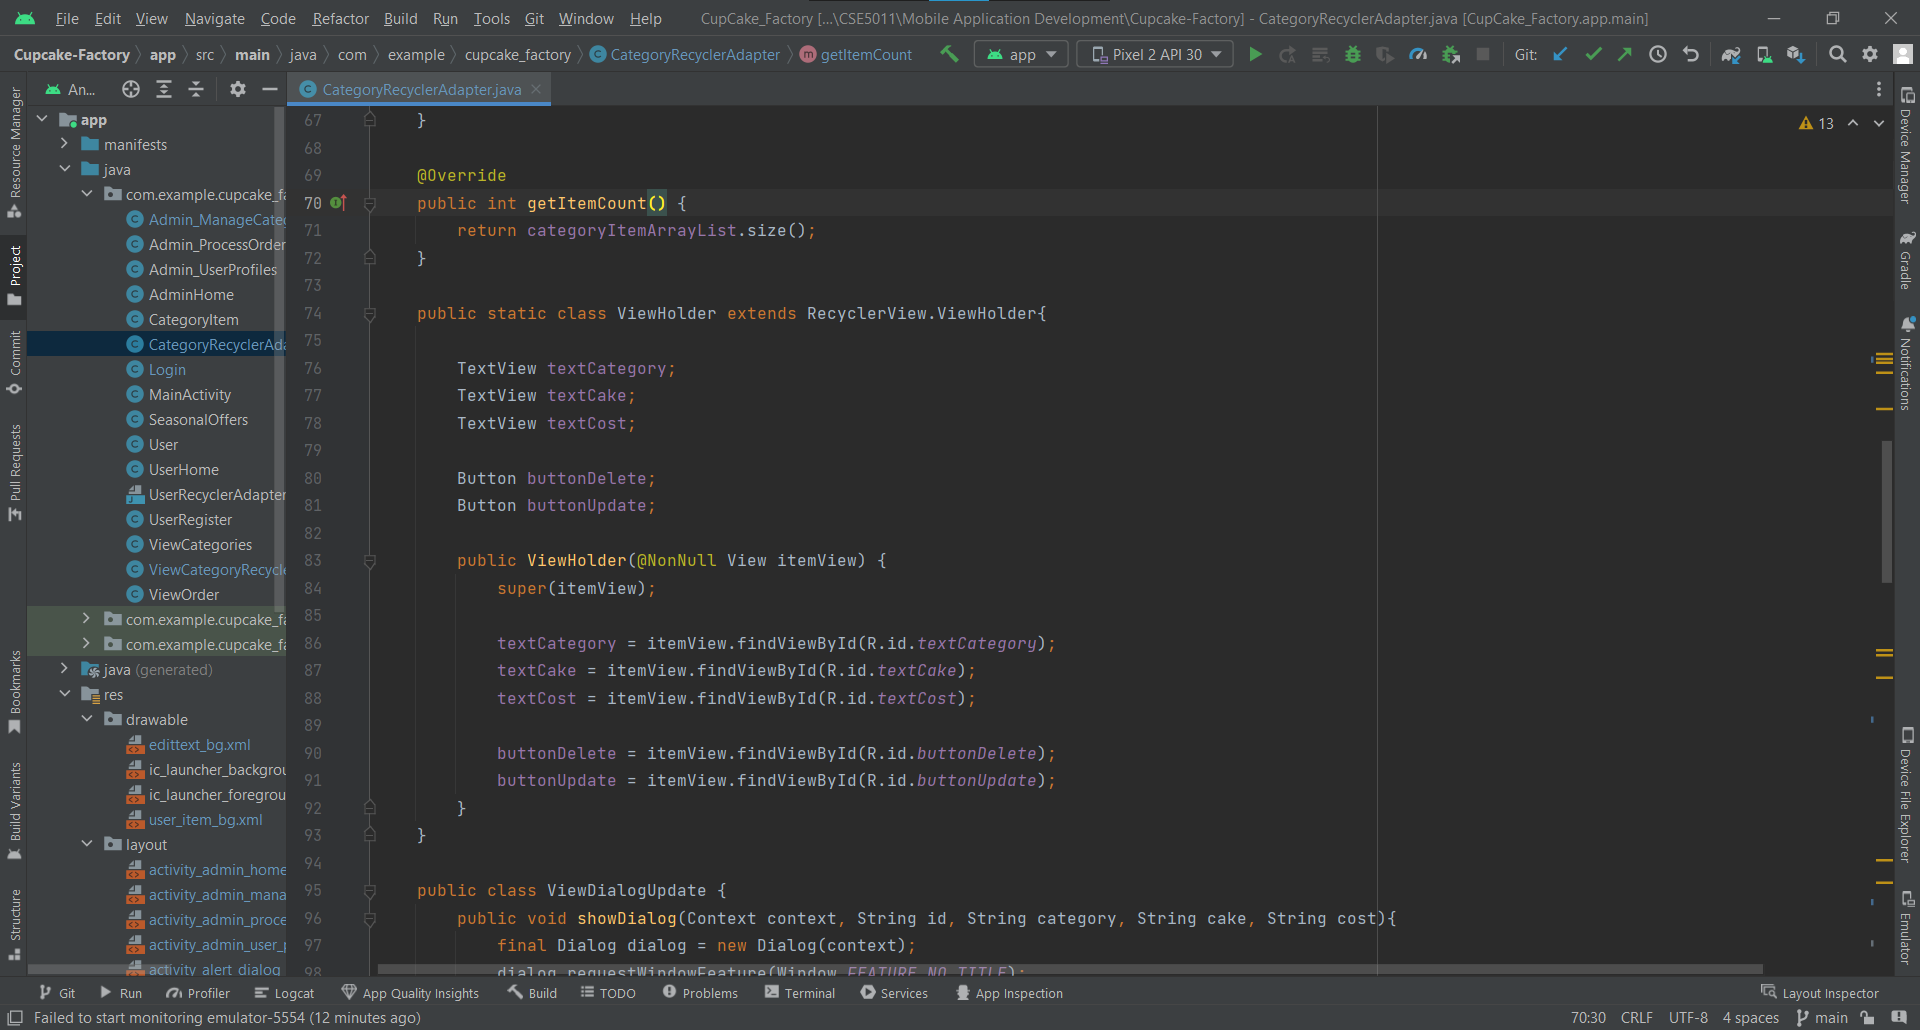 File Edit View Navigate Code Refactor Build Run Tools Git Window Help CupCake_Factory [...\CSE5011\Mobile Application Development\Cupcake-Factory] - CategoryRecyclerAdapter.java [CupCake_Factory.app.main]
Cupcake-Factory app src main java com example cupcake_factory CategoryRecyclerAdapter getItemCount app Pixel 2 API 30 Git:
An...
CategoryRecyclerAdapter.java
Resource Manager
Project
Commit
Pull Requests
Bookmarks
Build Variants
Structure
app
manifests
java
com.example.cupcake_fa
Admin_ManageCateg
Admin_ProcessOrder
Admin_UserProfiles
AdminHome
CategoryItem
CategoryRecyclerAda
Login
MainActivity
SeasonalOffers
User
UserHome
UserRecyclerAdapter
UserRegister
ViewCategories
ViewCategoryRecycle
ViewOrder
com.example.cupcake_fa
com.example.cupcake_fa
java (generated)
res
drawable
edittext_bg.xml
ic_launcher_backgrou
ic_launcher_foregrou
user_item_bg.xml
layout
activity_admin_home
activity_admin_mana
activity_admin_proce
activity_admin_user_p
activity_alert_dialog
13
67 }
68
69 @Override
70 public int getItemCount() {
71 return categoryItemArrayList.size();
72 }
73
74 public static class ViewHolder extends RecyclerView.ViewHolder{
75
76 TextView textCategory;
77 TextView textCake;
78 TextView textCost;
79
80 Button buttonDelete;
81 Button buttonUpdate;
82
83 public ViewHolder(@NonNull View itemView) {
84 super(itemView);
85
86 textCategory = itemView.findViewById(R.id.textCategory);
87 textCake = itemView.findViewById(R.id.textCake);
88 textCost = itemView.findViewById(R.id.textCost);
89
90 buttonDelete = itemView.findViewById(R.id.buttonDelete);
91 buttonUpdate = itemView.findViewById(R.id.buttonUpdate);
92 }
93 }
94
95 public class ViewDialogUpdate {
96 public void showDialog(Context context, String id, String category, String cake, String cost){
97 final Dialog dialog = new Dialog(context);
98 dialog.requestWindowFeature(Window.FEATURE_NO_TITLE);
Device Manager
Gradle
Notifications
Device File Explorer
Emulator
Git Run Profiler Logcat App Quality Insights Build TODO Problems Terminal Services App Inspection Layout Inspector
Failed to start monitoring emulator-5554 (12 minutes ago) 70:30 CRLF UTF-8 4 spaces main